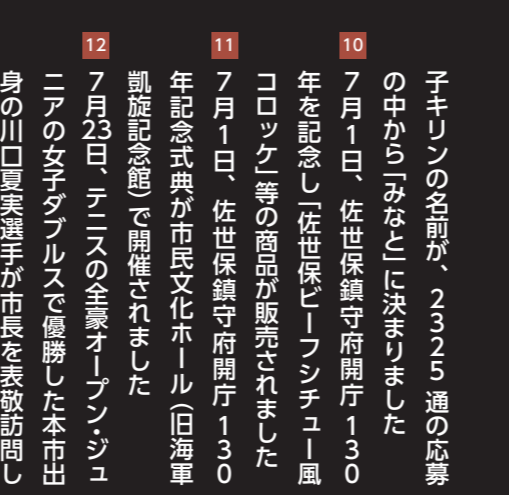 子キリンの名前が、2325通の応募
の中から「みなと」に決まりました
10
7月1日、佐世保鎮守府開庁130
年を記念し「佐世保ビーフシチュー風
コロッケ」等の商品が販売されました
11
7月1日、佐世保鎮守府開庁130
年記念式典が市民文化ホール（旧海軍
凱旋記念館）で開催されました
12
7月23日、テニスの全豪オープン・ジュ
ニアの女子ダブルスで優勝した本市出
身の川口夏実選手が市長を表敬訪問し